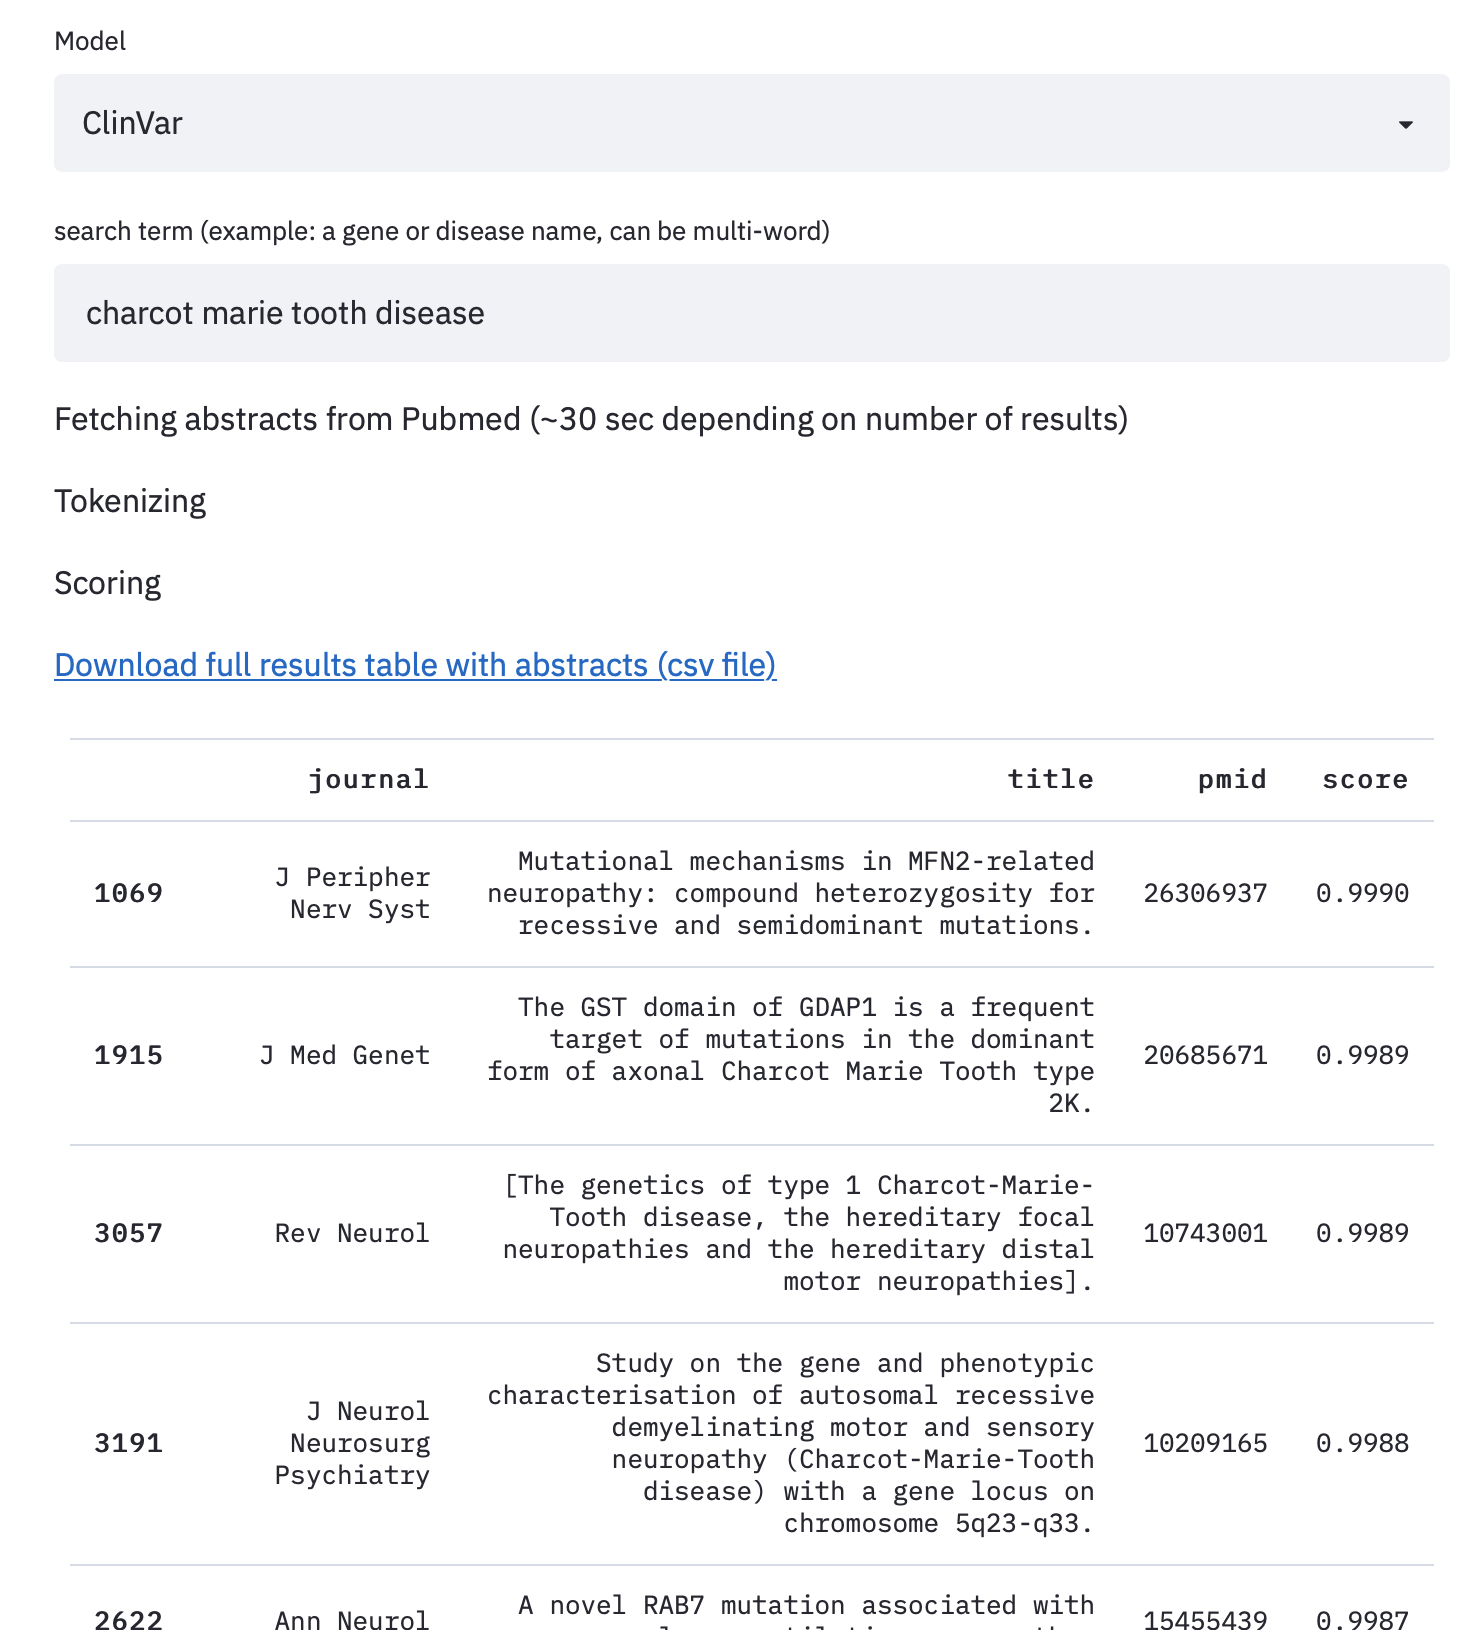 Model
ClinVar
search term (example: a gene or disease name, can be multi-word)
charcot marie tooth disease
Fetching abstracts from Pubmed (~30 sec depending on number of results)
Tokenizing
Scoring
Download full results table with abstracts (csv file)
journal title pmid score
1069 J Peripher Nerv Syst Mutational mechanisms in MFN2-related
neuropathy: compound heterozygosity for
recessive and semidominant mutations. 26306937 0.9990
1915 J Med Genet The GST domain of GDAP1 is a frequent
target of mutations in the dominant
form of axonal Charcot Marie Tooth type
2K. 20685671 0.9989
3057 Rev Neurol [The genetics of type 1 Charcot-Marie-
Tooth disease, the hereditary focal
neuropathies and the hereditary distal
motor neuropathies]. 10743001 0.9989
3191 J Neurol Neurosurg Psychiatry Study on the gene and phenotypic
characterisation of autosomal recessive
demyelinating motor and sensory
neuropathy (Charcot-Marie-Tooth
disease) with a gene locus on
chromosome 5q23-q33. 10209165 0.9988
2622 Ann Neurol A novel RAB7 mutation associated with 15455439 0.9987